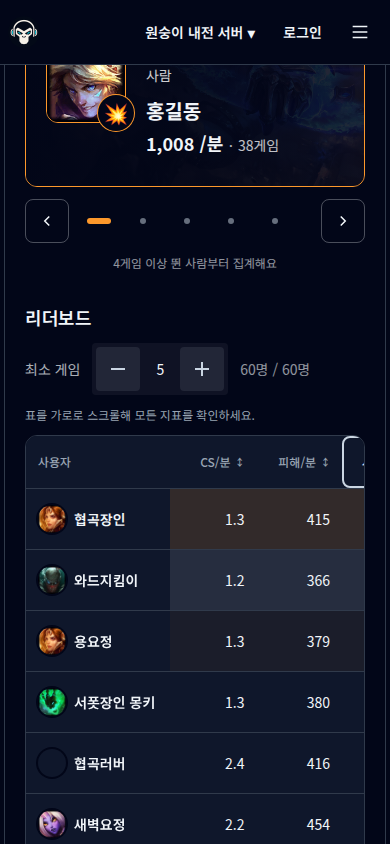 원숭이 내전 서버 ▾
로그인
사람
홍길동
1,008 /분 · 38게임
4게임 이상 뛴 사람부터 집계해요
리더보드
최소 게임
5
60명 / 60명
표를 가로로 스크롤해 모든 지표를 확인하세요.
사용자 CS/분 ↕ 피해/분 ↕
협곡장인 1.3 415
와드지킴이 1.2 366
용요정 1.3 379
서폿장인 몽키 1.3 380
협곡러버 2.4 416
새벽요정 2.2 454